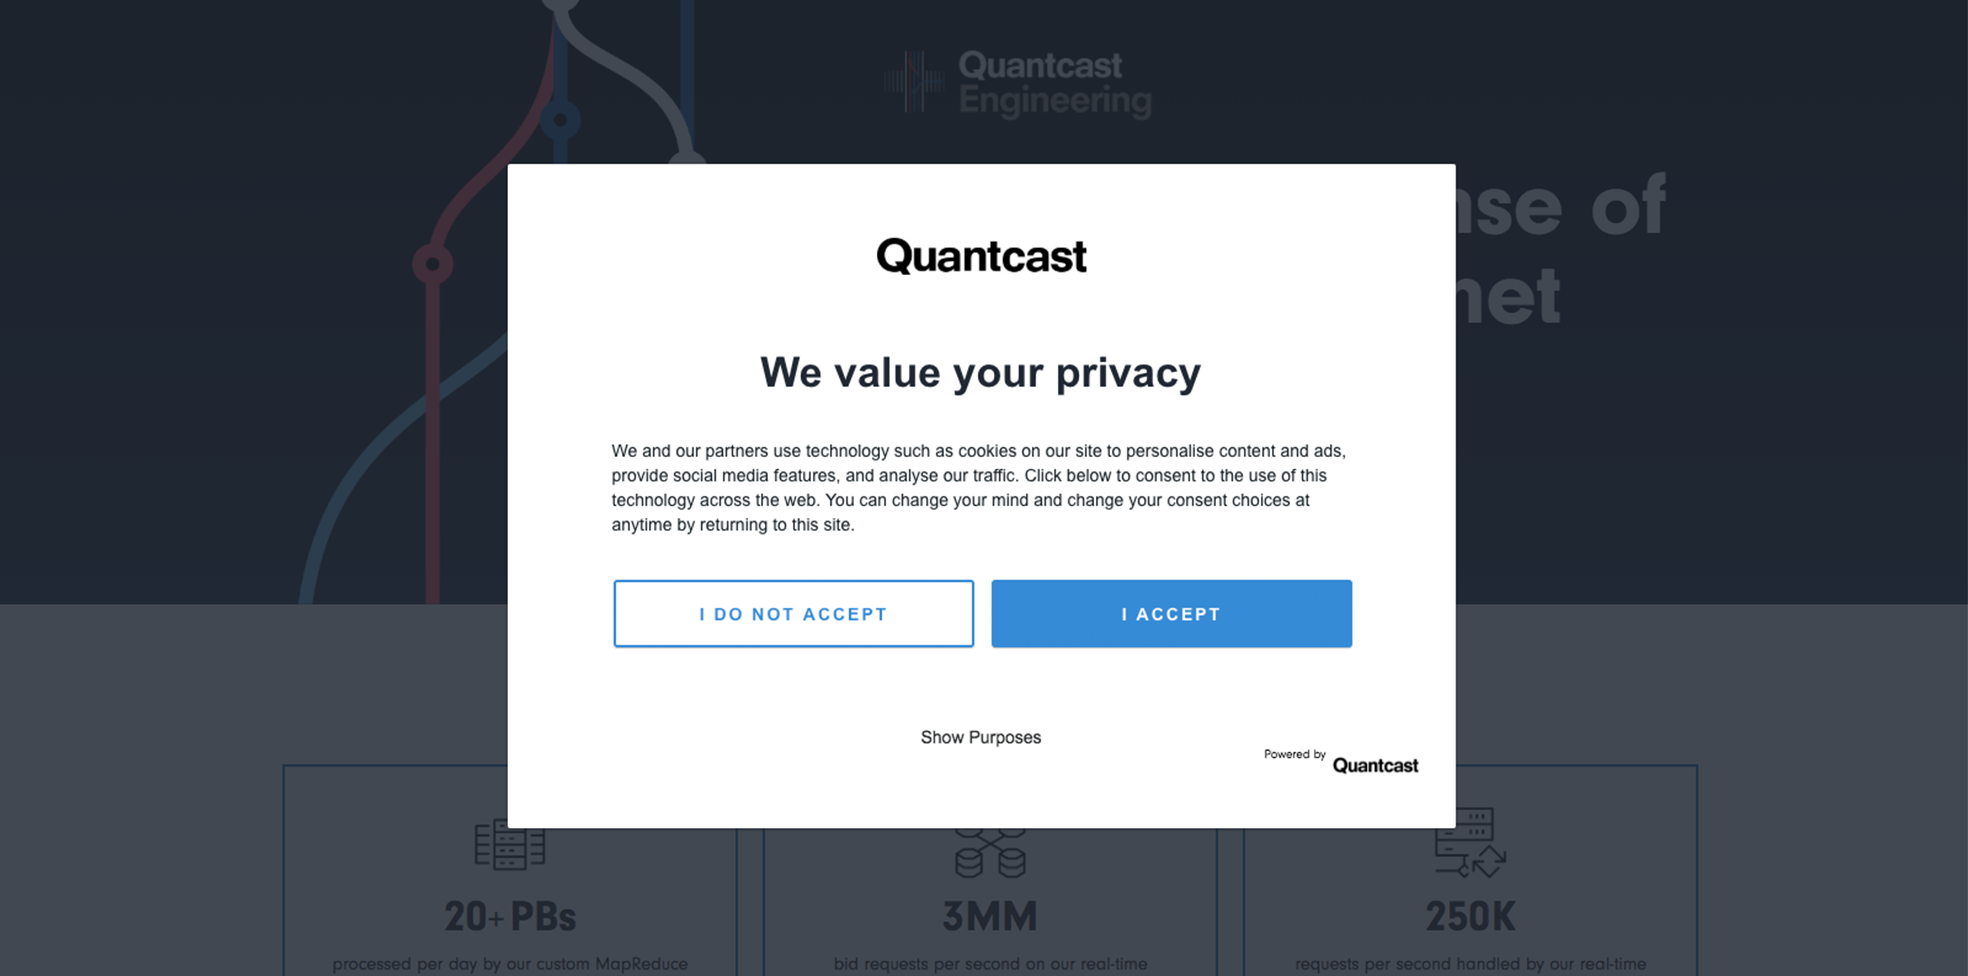 Quantcast
Engineering
nse of
net
Quantcast
We value your privacy
We and our partners use technology such as cookies on our site to personalise content and ads,
provide social media features, and analyse our traffic. Click below to consent to the use of this
technology across the web. You can change your mind and change your consent choices at
anytime by returning to this site.
I DO NOT ACCEPT
I ACCEPT
Show Purposes
Powered by Quantcast
20+ PBs
processed per day by our custom MapReduce
3MM
bid requests per second on our real-time
250K
requests per second handled by our real-time